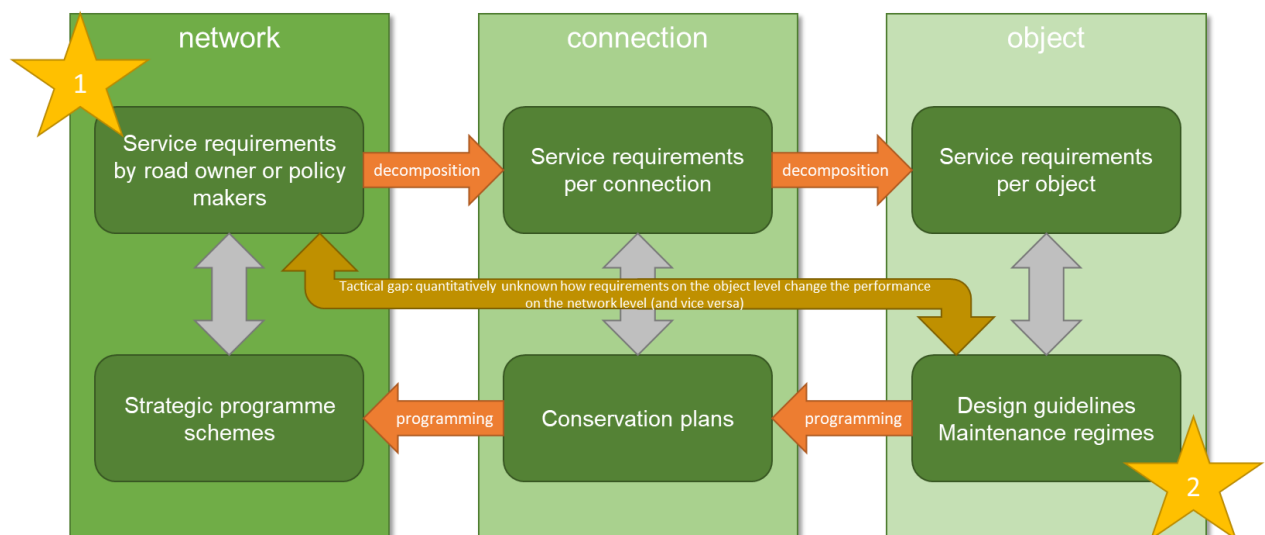 network
connection
object
1
Service requirements
by road owner or policy
makers
decomposition
Service requirements
per connection
decomposition
Service requirements
per object
Tactical gap: quantitatively unknown how requirements on the object level change the performance
on the network level (and vice versa)
Strategic programme
schemes
programming
Conservation plans
programming
Design guidelines
Maintenance regimes
2